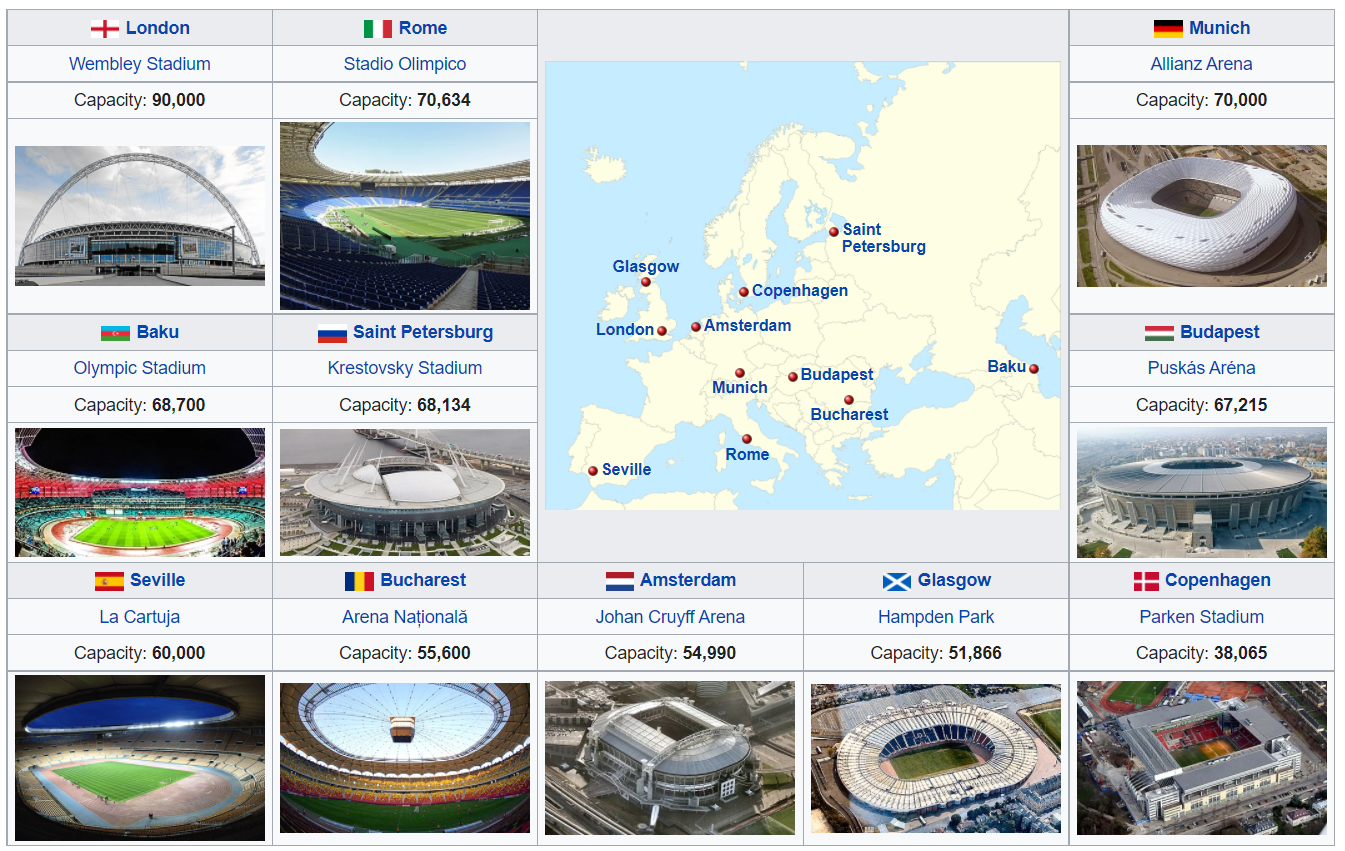 London
Rome
Munich
Wembley Stadium
Stadio Olimpico
Allianz Arena
Capacity: 90,000
Capacity: 70,634
Capacity: 70,000
Saint
Petersburg
Glasgow
Copenhagen
London
Amsterdam
Baku
Munich
Budapest
Bucharest
Rome
Seville
Baku
Saint Petersburg
Budapest
Olympic Stadium
Krestovsky Stadium
Puskás Aréna
Capacity: 68,700
Capacity: 68,134
Capacity: 67,215
Seville
Bucharest
Amsterdam
Glasgow
Copenhagen
La Cartuja
Arena Națională
Johan Cruyff Arena
Hampden Park
Parken Stadium
Capacity: 60,000
Capacity: 55,600
Capacity: 54,990
Capacity: 51,866
Capacity: 38,065